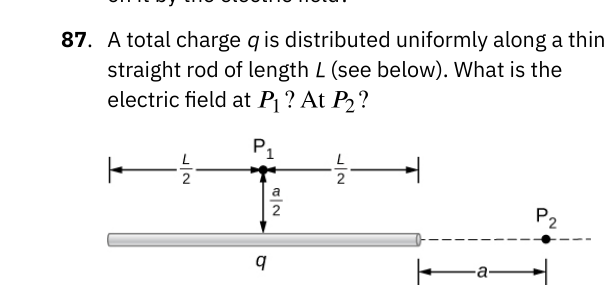 87. A total charge q is distributed uniformly along a thin
straight rod of length L (see below). What is the
electric field at P₁ ? At P₂ ?
P₁
L/2 L/2
a/2
P₂
q
a